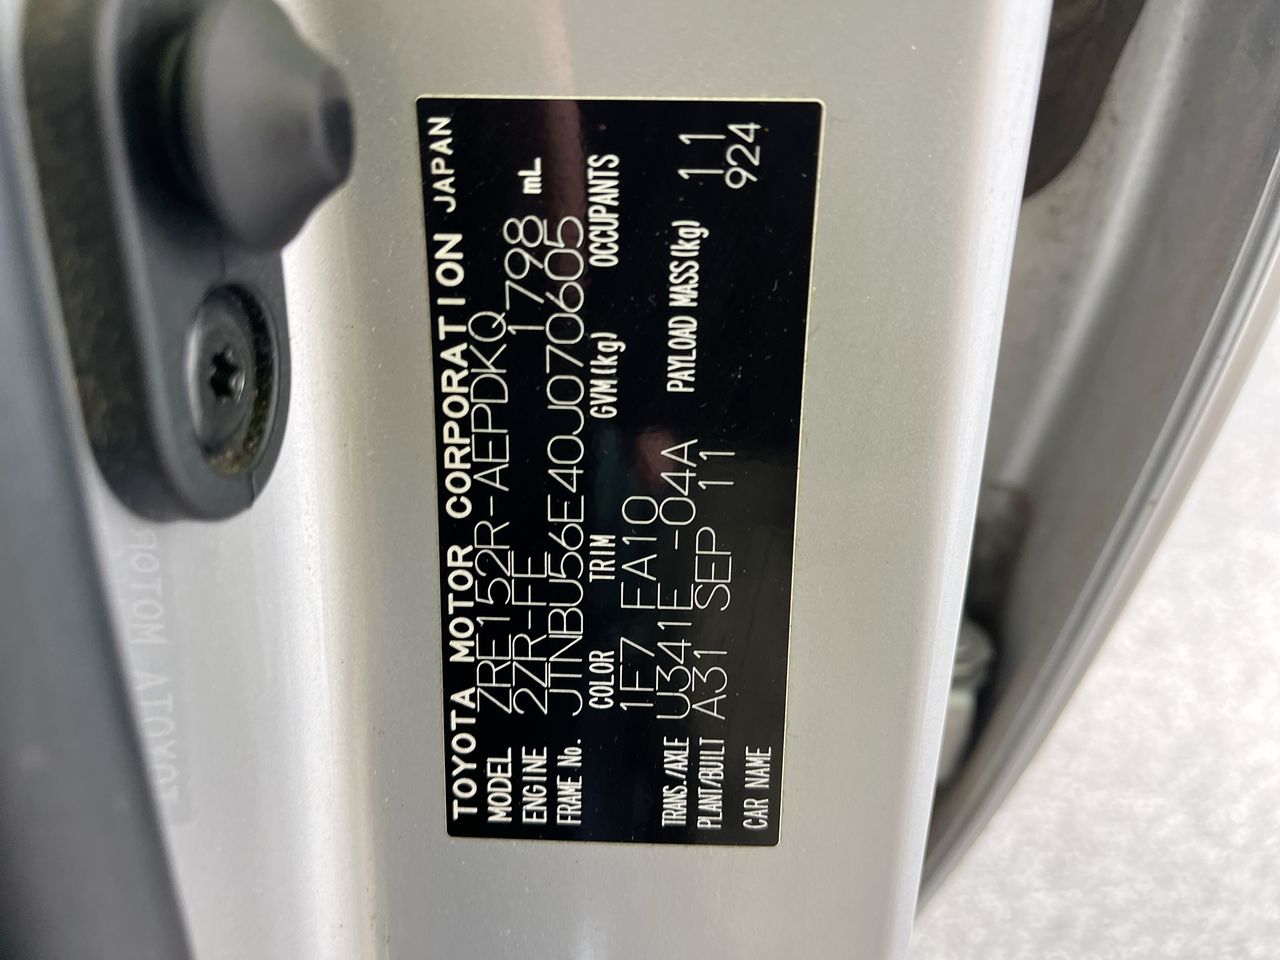 TOYOTA MOTOR CORPORATION JAPAN
MODEL ZRE152R-AEPDKQ
ENGINE 2ZR-FE 1798 mL
FRAME No. JTNBU56E40J070605
COLOR TRIM GVM(kg) OCCUPANTS
1F7 FA10
TRANS./AXLE U341E -04A PAYLOAD MASS(kg) 11
PLANT/BUILT A31 SEP 11 924
CAR NAME
TOYOTA MOTOR